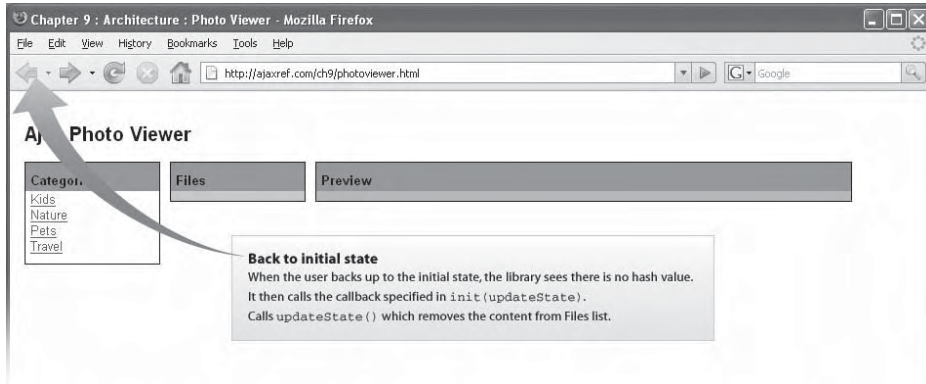 Chapter 9 : Architecture : Photo Viewer - Mozilla Firefox
File Edit View History Bookmarks Tools Help
http://ajaxref.com/ch9/photoviewer.html
G Google
Photo Viewer
Files
Preview
Kids
Nature
Pets
Travel
Back to initial state
When the user backs up to the initial state, the library sees there is no hash value.
It then calls the callback specified in init(updateState).
Calls updateState() which removes the content from Files list.